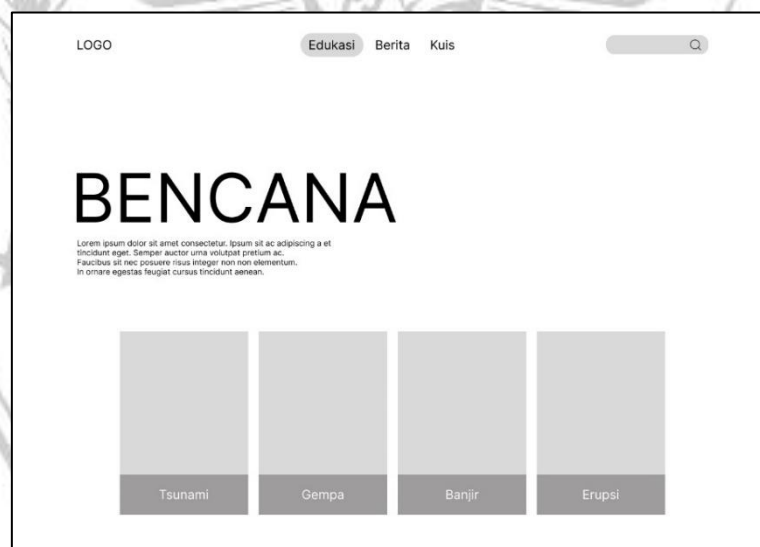 LOGO
Edukasi Berita Kuis
BENCANA
Lorem ipsum dolor sit amet consectetur. Ipsum sit ac adipiscing a et
tincidunt eget. Semper auctor urna volutpat pretium ac.
Faucibus sit nec posuere risus integer non non elementum.
In ornare egestas feugiat cursus tincidunt aenean.
Tsunami
Gempa
Banjir
Erupsi